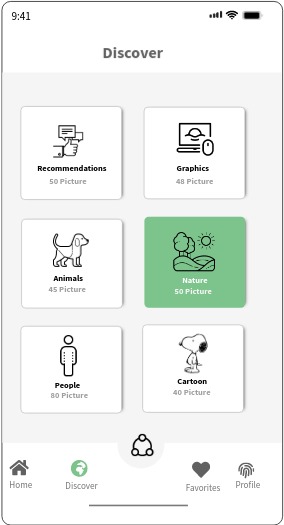 9:41
Discover
Recommendations
50 Picture
Graphics
48 Picture
Animals
45 Picture
Nature
50 Picture
People
80 Picture
Cartoon
40 Picture
Home
Discover
Favorites
Profile